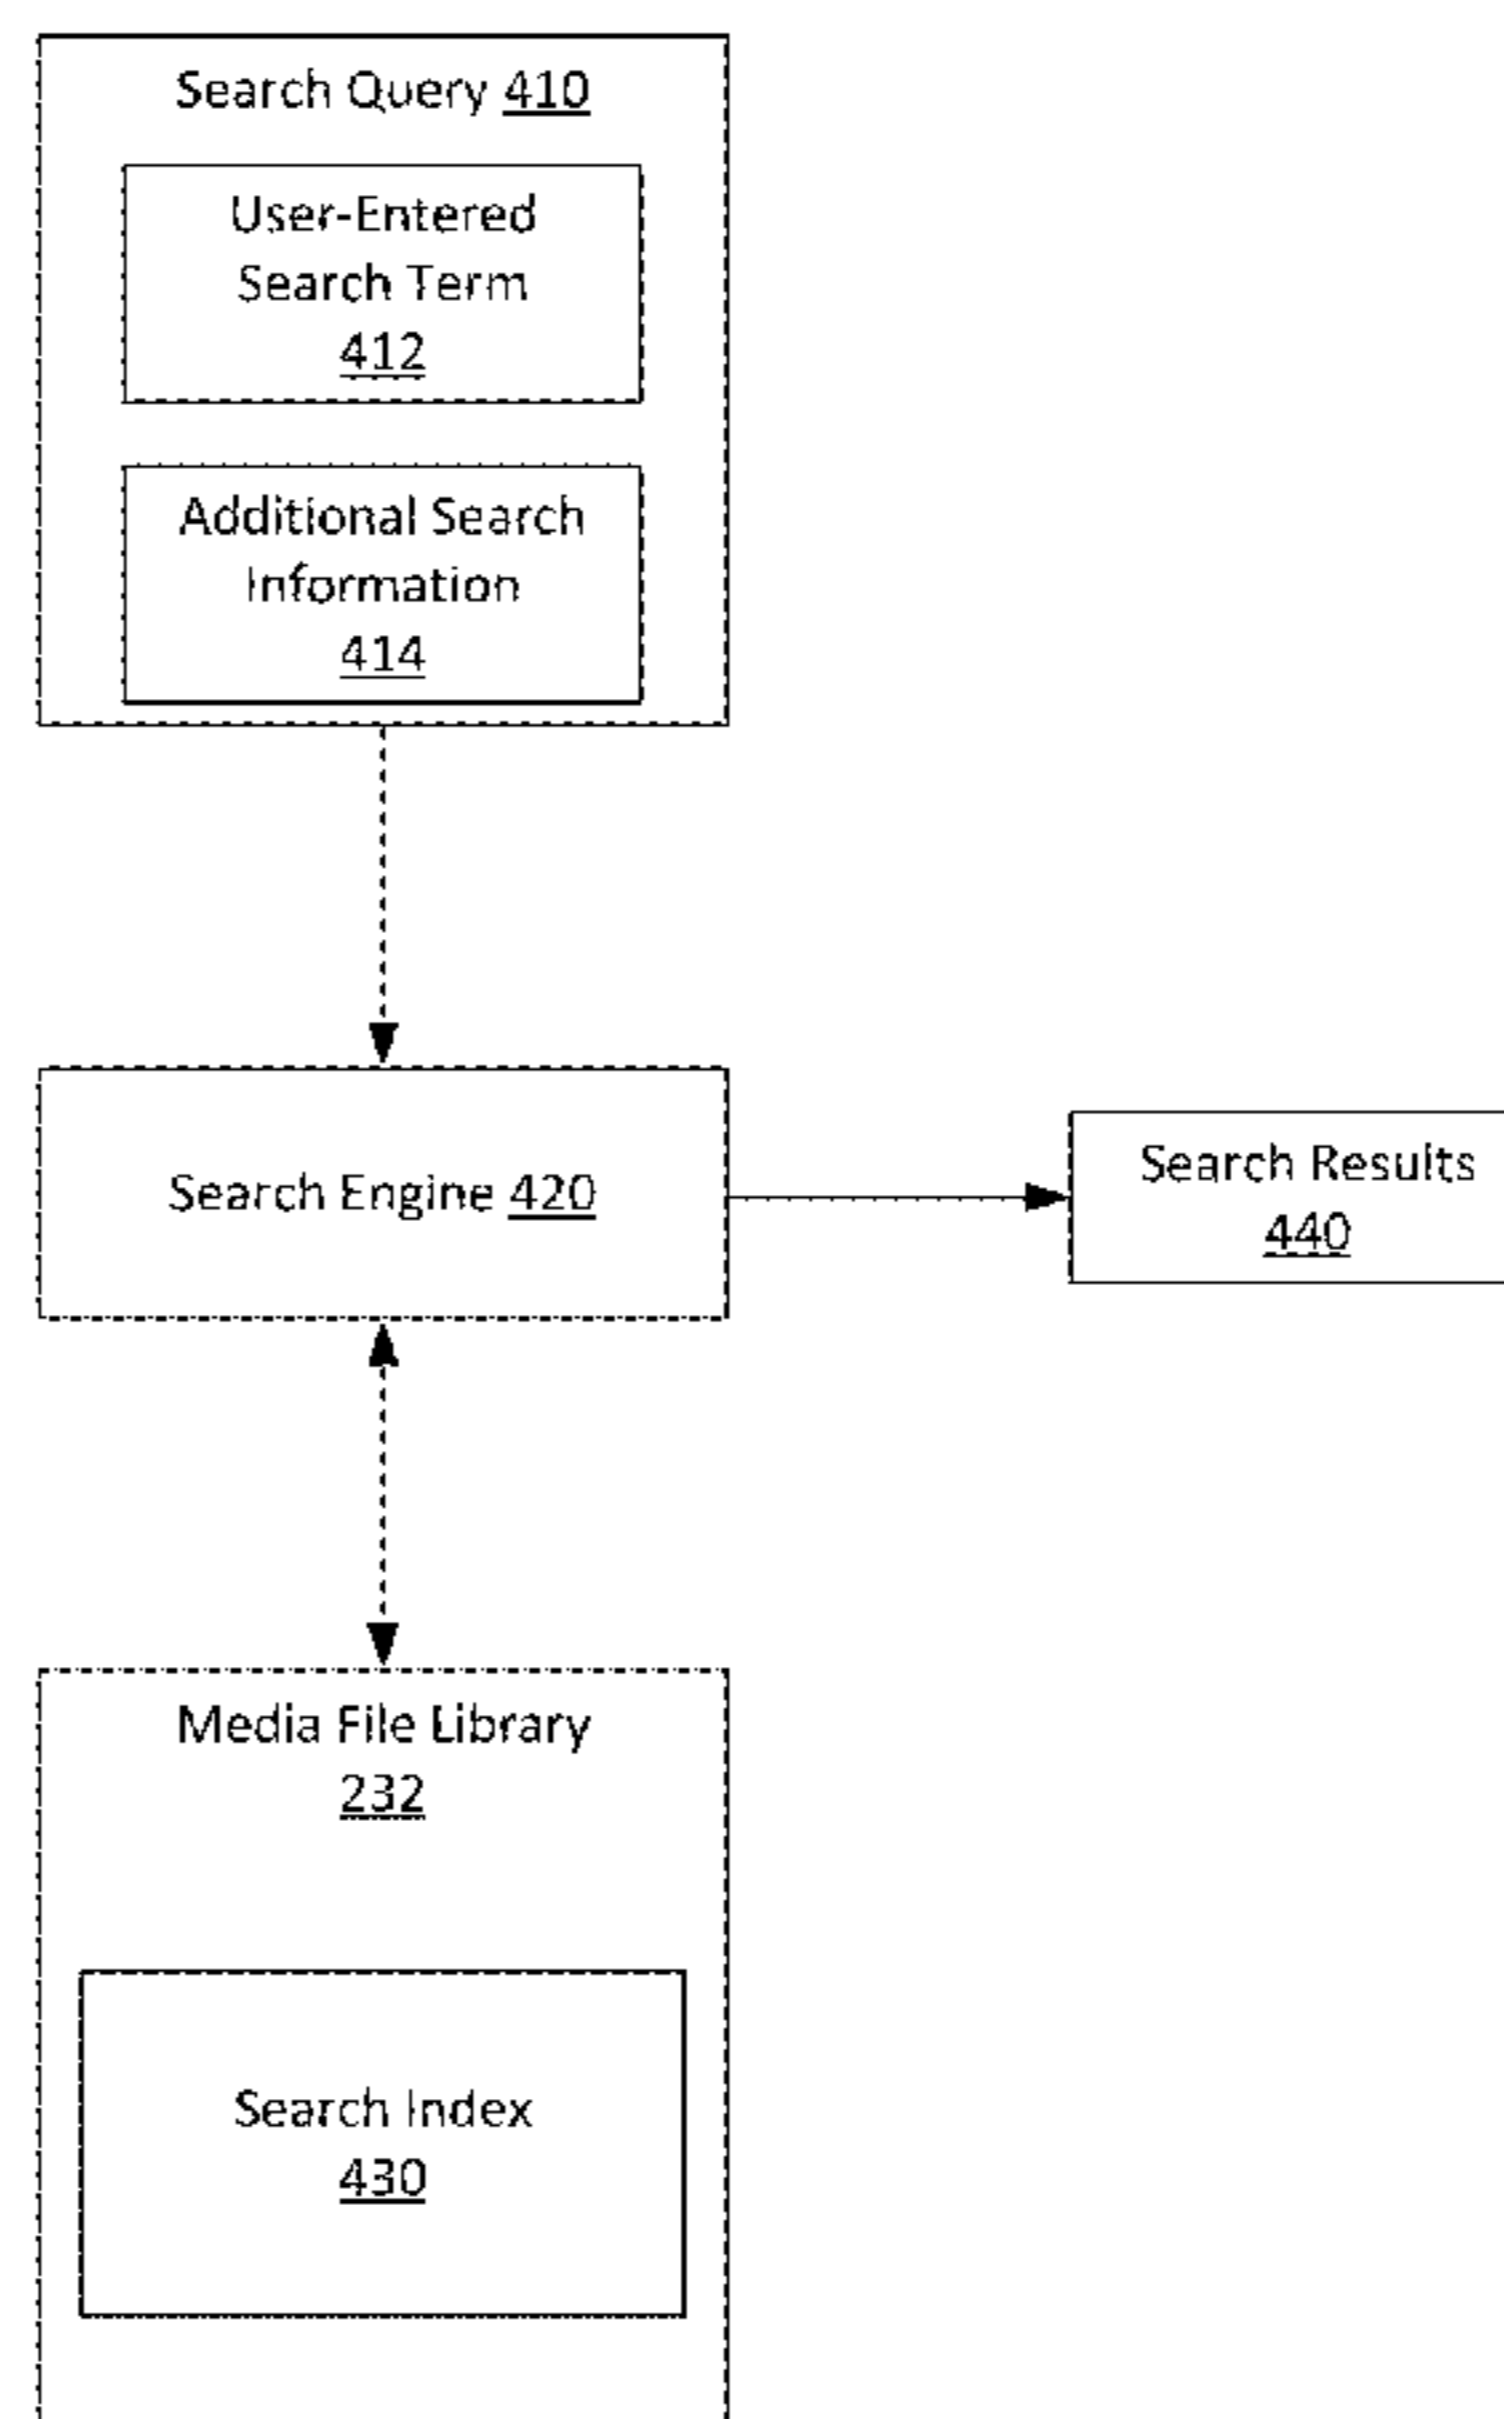 Search Query 410
User-Entered
Search Term
412
Additional Search
Information
414
Search Engine 420
Search Results
440
Media File Library
232
Search Index
430